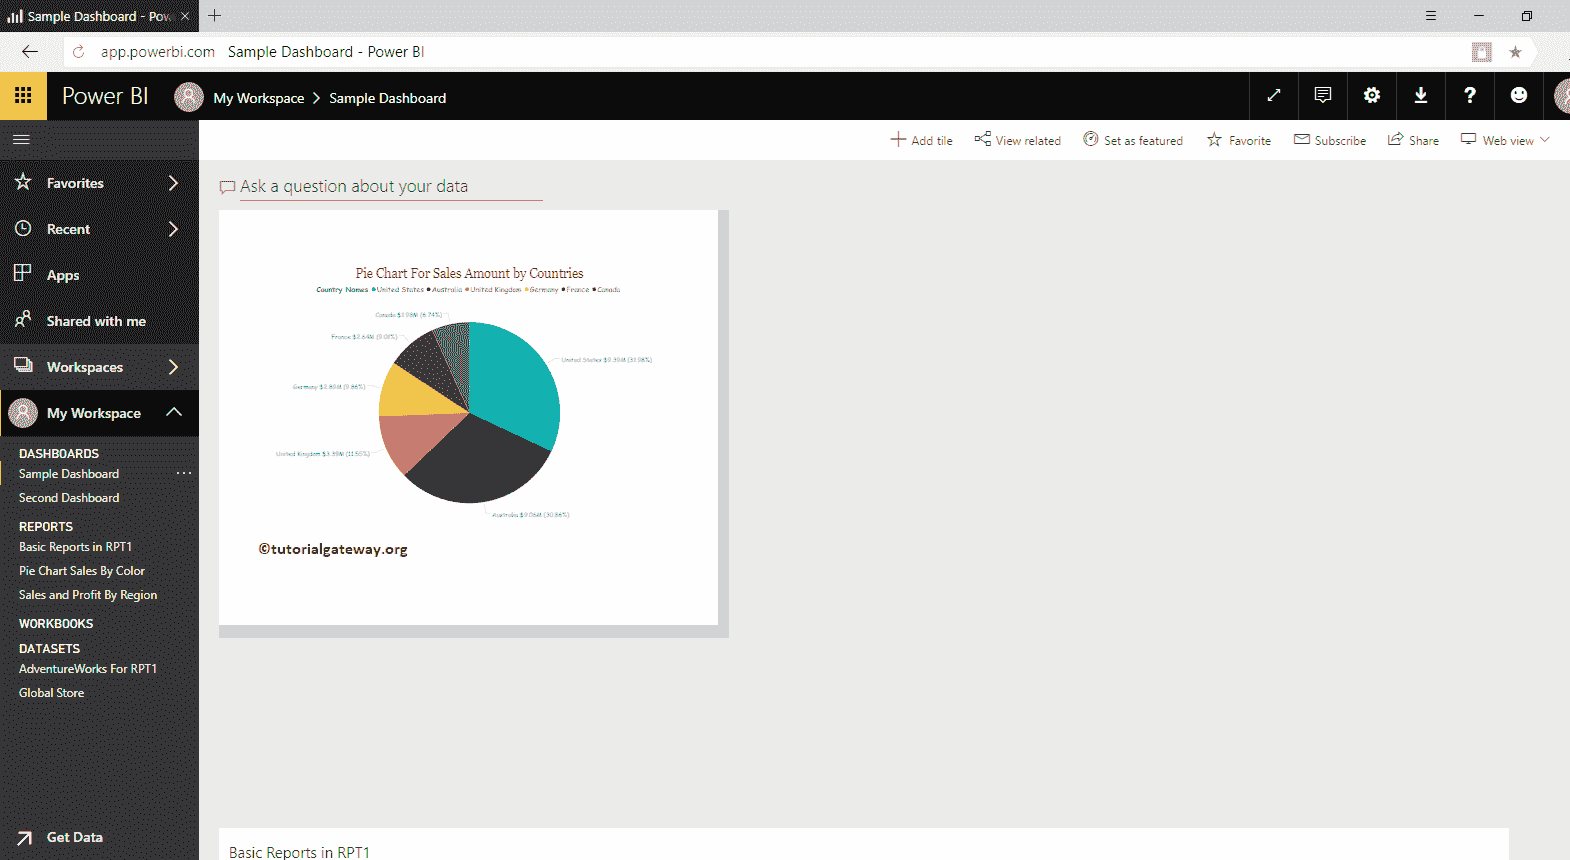 Sample Dashboard - Pow
app.powerbi.com Sample Dashboard - Power BI
Power BI My Workspace > Sample Dashboard
Add tile View related Set as featured Favorite Subscribe Share Web view
Favorites
Recent
Apps
Shared with me
Workspaces
My Workspace
DASHBOARDS
Sample Dashboard ...
Second Dashboard
REPORTS
Basic Reports in RPT1
Pie Chart Sales By Color
Sales and Profit By Region
WORKBOOKS
DATASETS
AdventureWorks For RPT1
Global Store
Get Data
Ask a question about your data
Pie Chart For Sales Amount by Countries
Country Names United States Australia United Kingdom Germany France Canada
Canada $1.98M (6.74%)
France $2.64M (9.01%)
United States $9.39M (31.98%)
Germany $2.89M (9.86%)
United Kingdom $3.39M (11.55%)
Australia $9.06M (30.86%)
©tutorialgateway.org
Basic Reports in RPT1